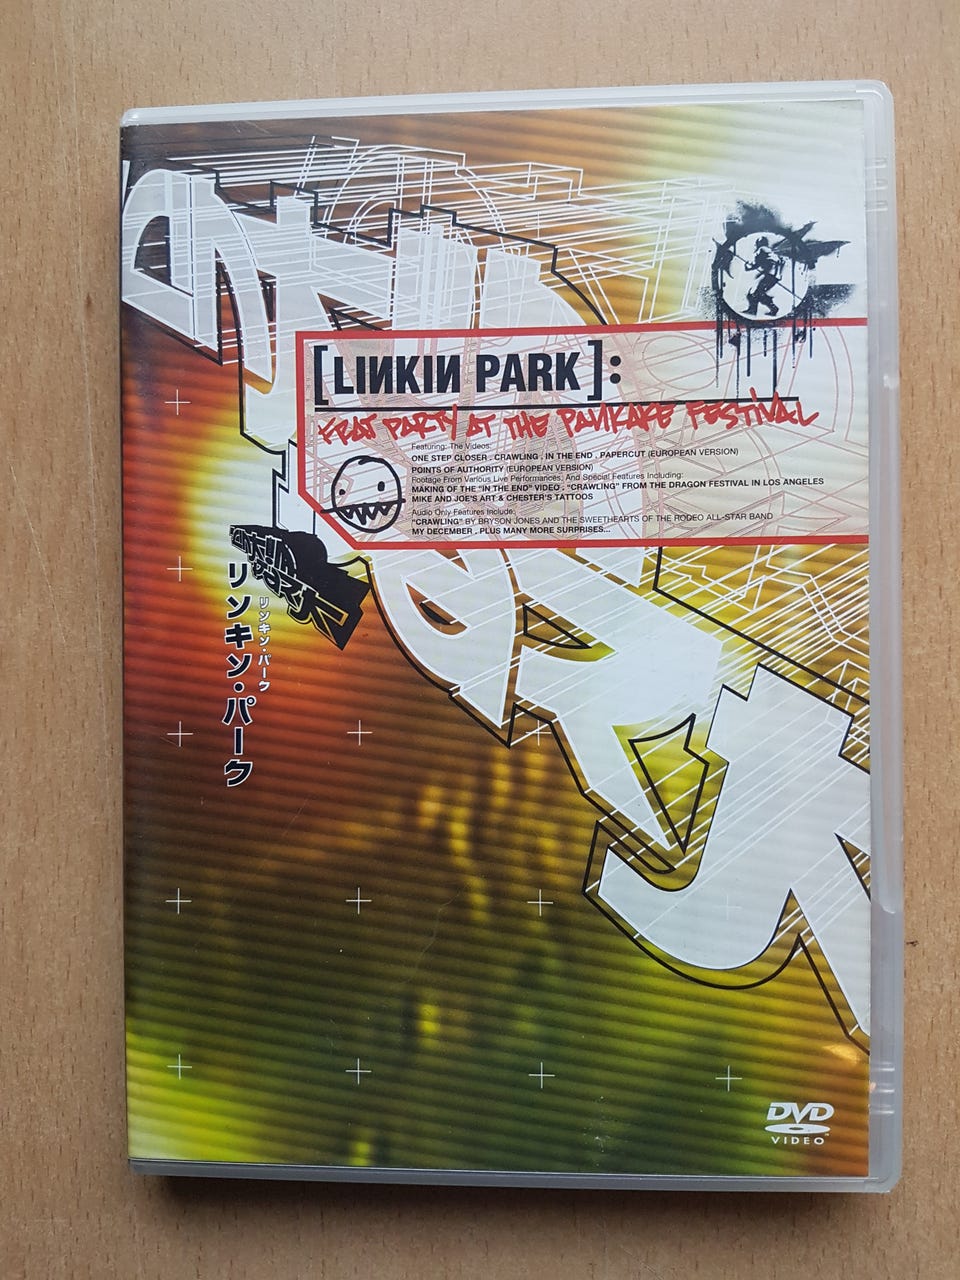 [LINKIN PARK]:
FRAT PARTY AT THE PANKAKE FESTIVAL
Featuring: The Videos:
ONE STEP CLOSER . CRAWLING . IN THE END . PAPERCUT (EUROPEAN VERSION)
POINTS OF AUTHORITY (EUROPEAN VERSION)
Footage From Various Live Performances, And Special Features Including:
MAKING OF THE "IN THE END" VIDEO . "CRAWLING" FROM THE DRAGON FESTIVAL IN LOS ANGELES
MIKE AND JOE'S ART & CHESTER'S TATTOOS
Audio Only Features Include:
"CRAWLING" BY BRYSON JONES AND THE SWEETHEARTS OF THE RODEO ALL-STAR BAND
MY DECEMBER . PLUS MANY MORE SURPRISES...
LINKIN
PARK
リンキン・パーク
リンキン・パーク
DVD
VIDEO